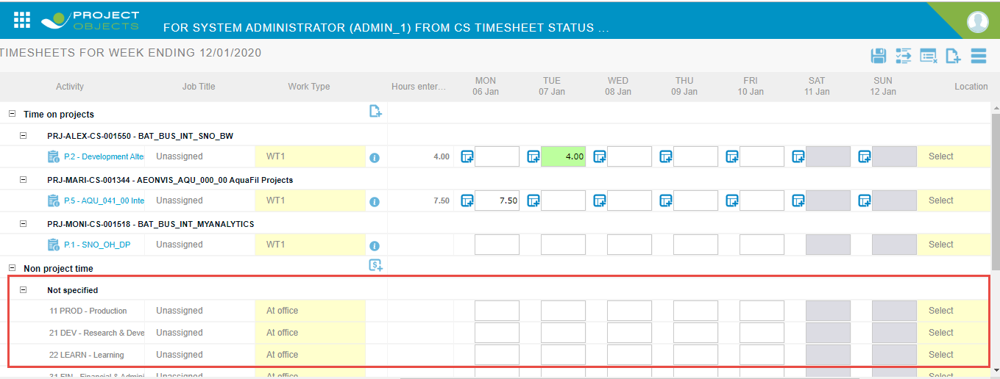 PROJECT
OBJECTS
FOR SYSTEM ADMINISTRATOR (ADMIN_1) FROM CS TIMESHEET STATUS ...
TIMESHEETS FOR WEEK ENDING 12/01/2020
Activity Job Title Work Type Hours enter... MON 06 Jan TUE 07 Jan WED 08 Jan THU 09 Jan FRI 10 Jan SAT 11 Jan SUN 12 Jan Location
Time on projects
PRJ-ALEX-CS-001550 - BAT_BUS_INT_SNO_BW
P.2 - Development Alte Unassigned WT1 4.00 4.00 Select
PRJ-MARI-CS-001344 - AEONVIS_AQU_000_00 AquaFil Projects
P.5 - AQU_041_00 Inte Unassigned WT1 7.50 7.50 Select
PRJ-MONI-CS-001518 - BAT_BUS_INT_MYANALYTICS
P.1 - SNO_OH_DP Unassigned WT1 Select
Non project time
Not specified
11 PROD - Production Unassigned At office Select
21 DEV - Research & Deve Unassigned At office Select
22 LEARN - Learning Unassigned At office Select
31 FIN - Financial & Admini Unassigned At office Select